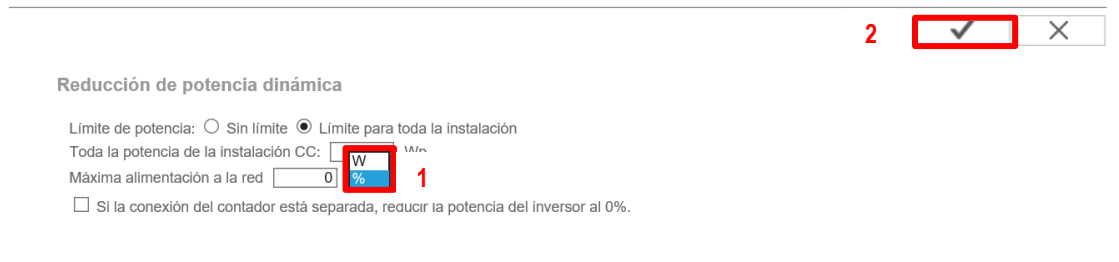 2
Reducción de potencia dinámica
Límite de potencia: Sin límite Límite para toda la instalación
Toda la potencia de la instalación CC: Wp
W
Máxima alimentación a la red 0 % 1
Si la conexión del contador está separada, reducir la potencia del inversor al 0%.